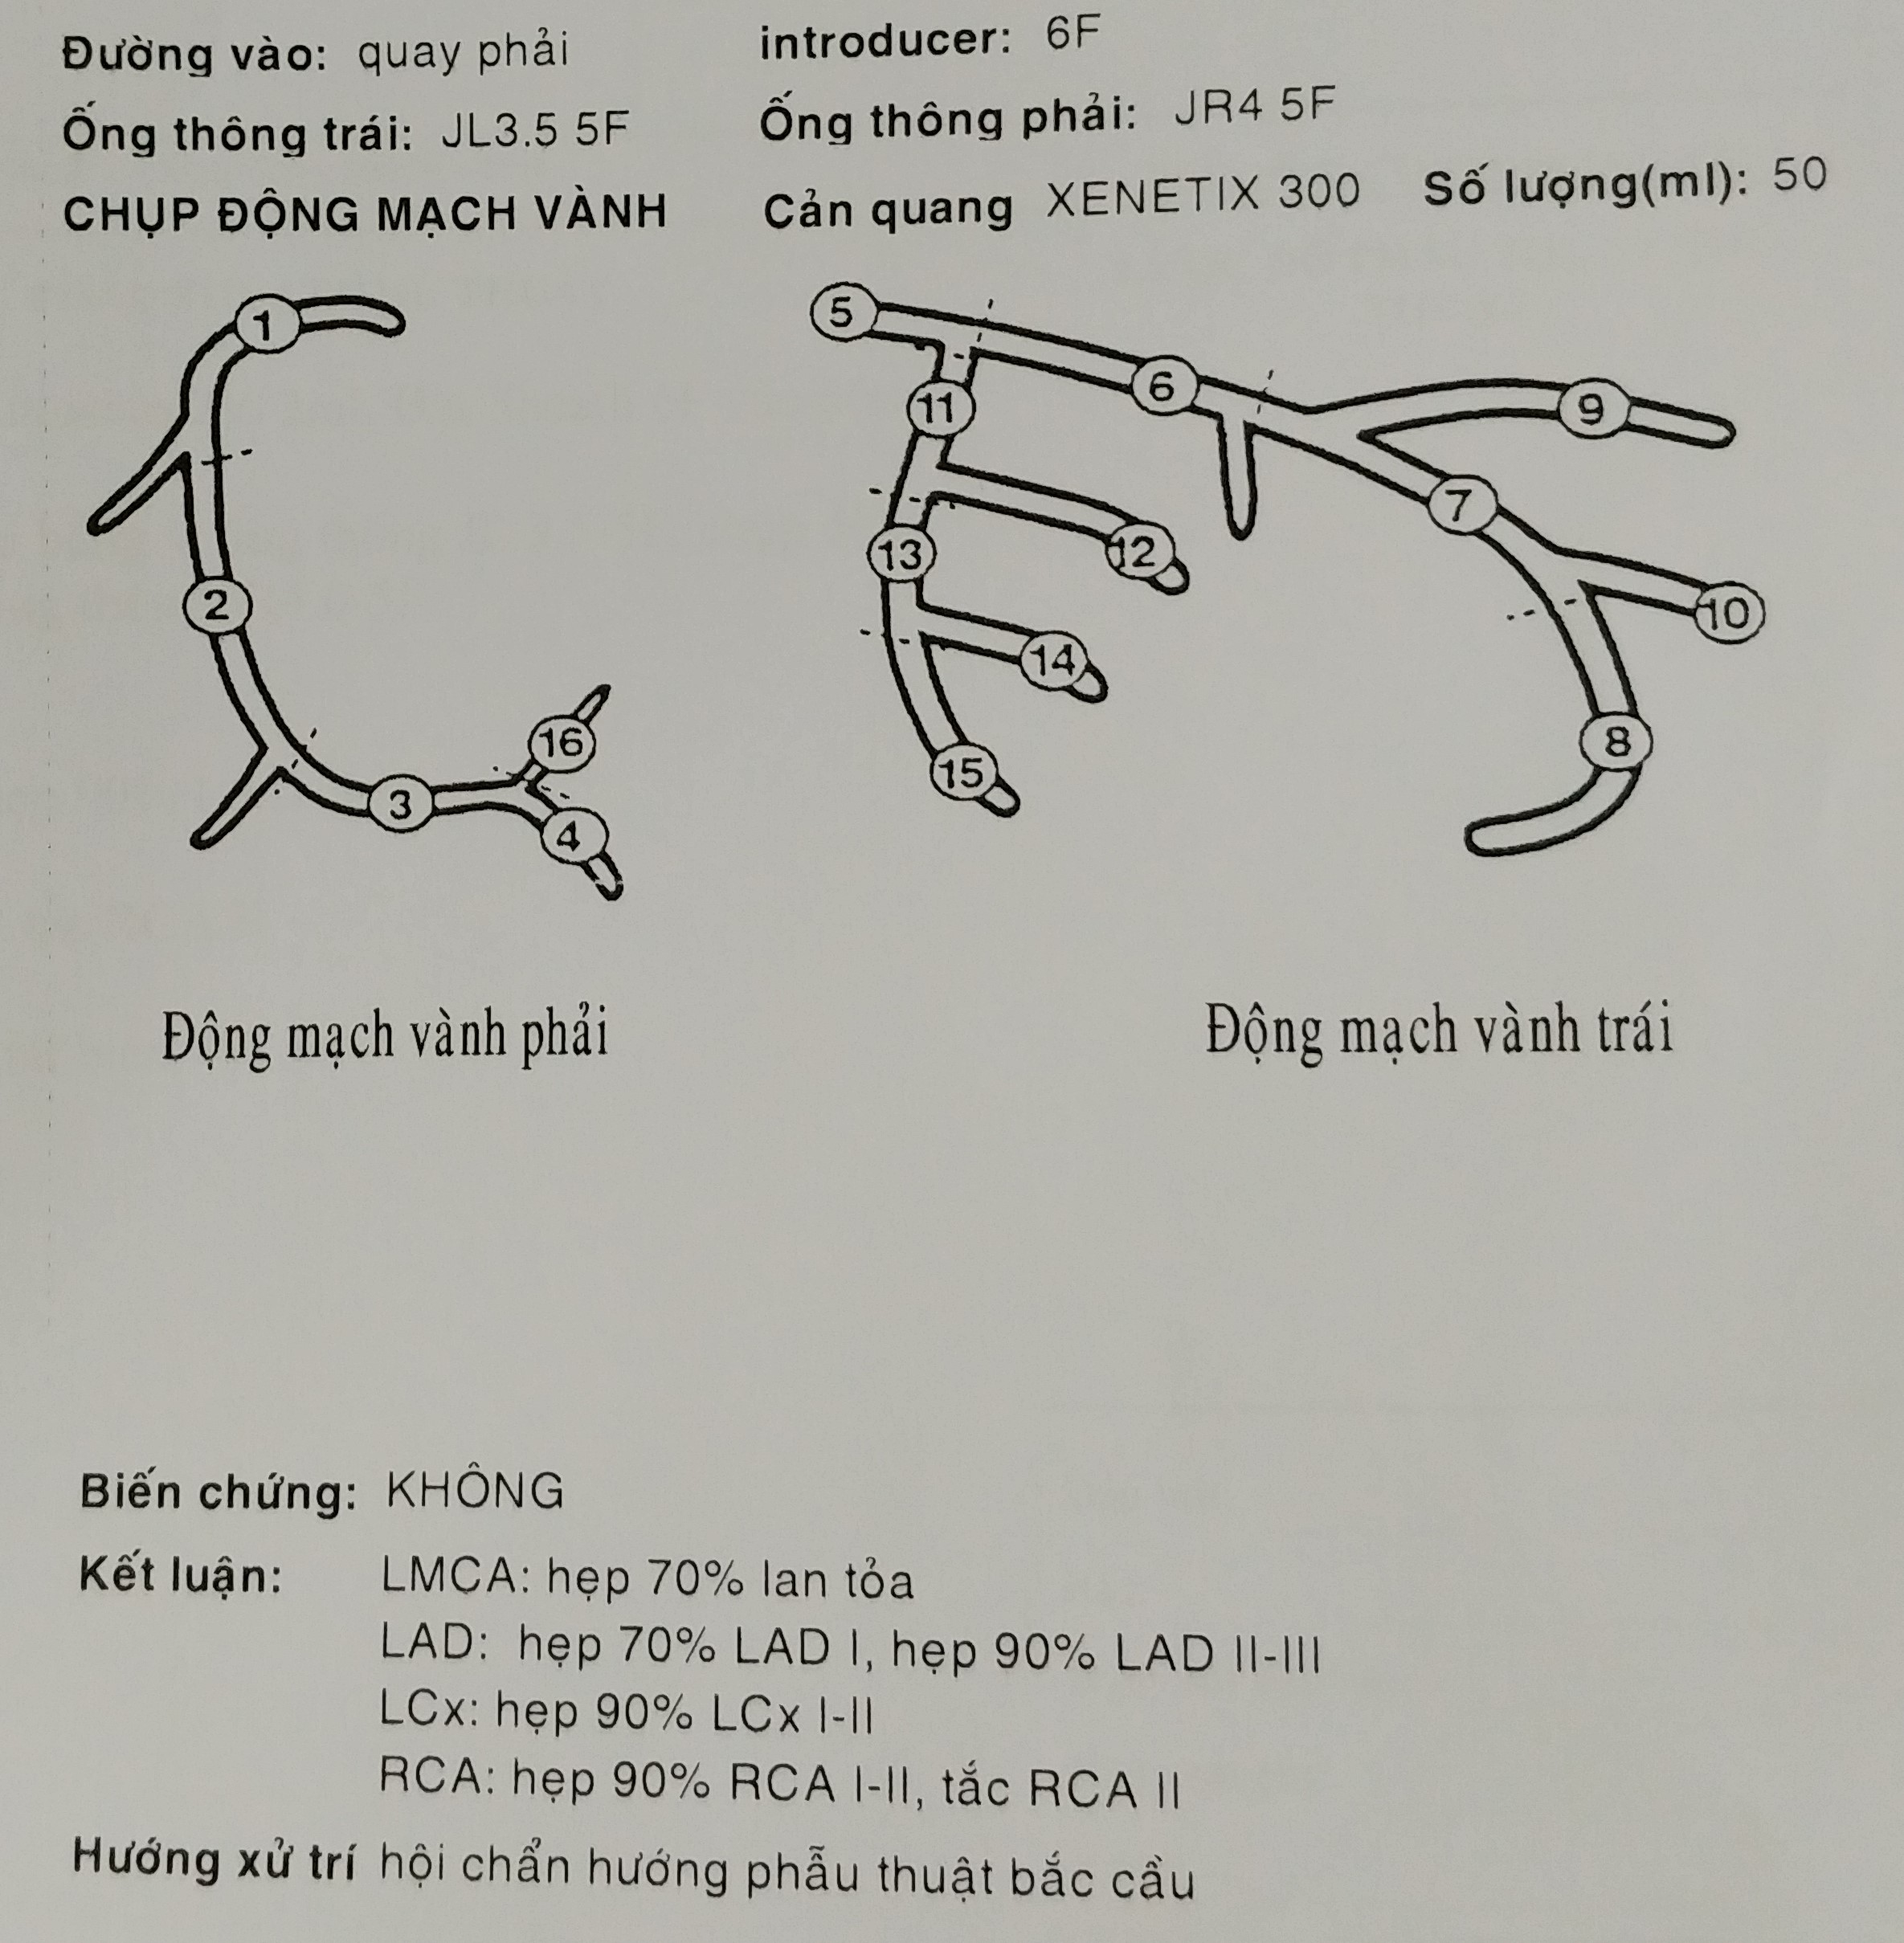 Đường vào: quay phải introducer: 6F
Ống thông trái: JL3.5 5F Ống thông phải: JR4 5F
CHỤP ĐỘNG MẠCH VÀNH Cản quang XENETIX 300 Số lượng(ml): 50
1
5
6
9
11
7
13
12
2
10
14
16
8
15
3
4
Động mạch vành phải Động mạch vành trái
Biến chứng: KHÔNG
Kết luận: LMCA: hẹp 70% lan tỏa
LAD: hẹp 70% LAD I, hẹp 90% LAD II-III
LCx: hẹp 90% LCx I-II
RCA: hẹp 90% RCA I-II, tắc RCA II
Hướng xử trí hội chẩn hướng phẫu thuật bắc cầu